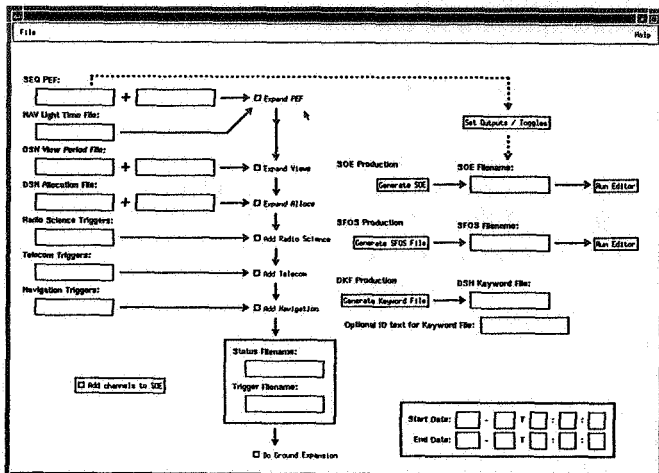 File Help
SEQ PEF:
+ Expand PEF
NAV Light Time File:
Set Outputs / Toggles
DSN View Period File:
+ Expand Views
SOE Production SOE Filename:
Generate SOE Run Editor
DSN Allocation File:
+ Expand Allocs
Radio Science Triggers:
Add Radio Science
SFOS Production SFOS Filename:
Generate SFOS File Run Editor
Telecom Triggers:
Add Telecom
Navigation Triggers:
Add Navigation
DKF Production DSN Keyword File:
Generate Keyword File
Optional ID text for Keyword File:
Status Filename:
Trigger Filename:
Add channels to SOE
Start Date: - T : :
End Date: - T : :
Do Ground Expansion